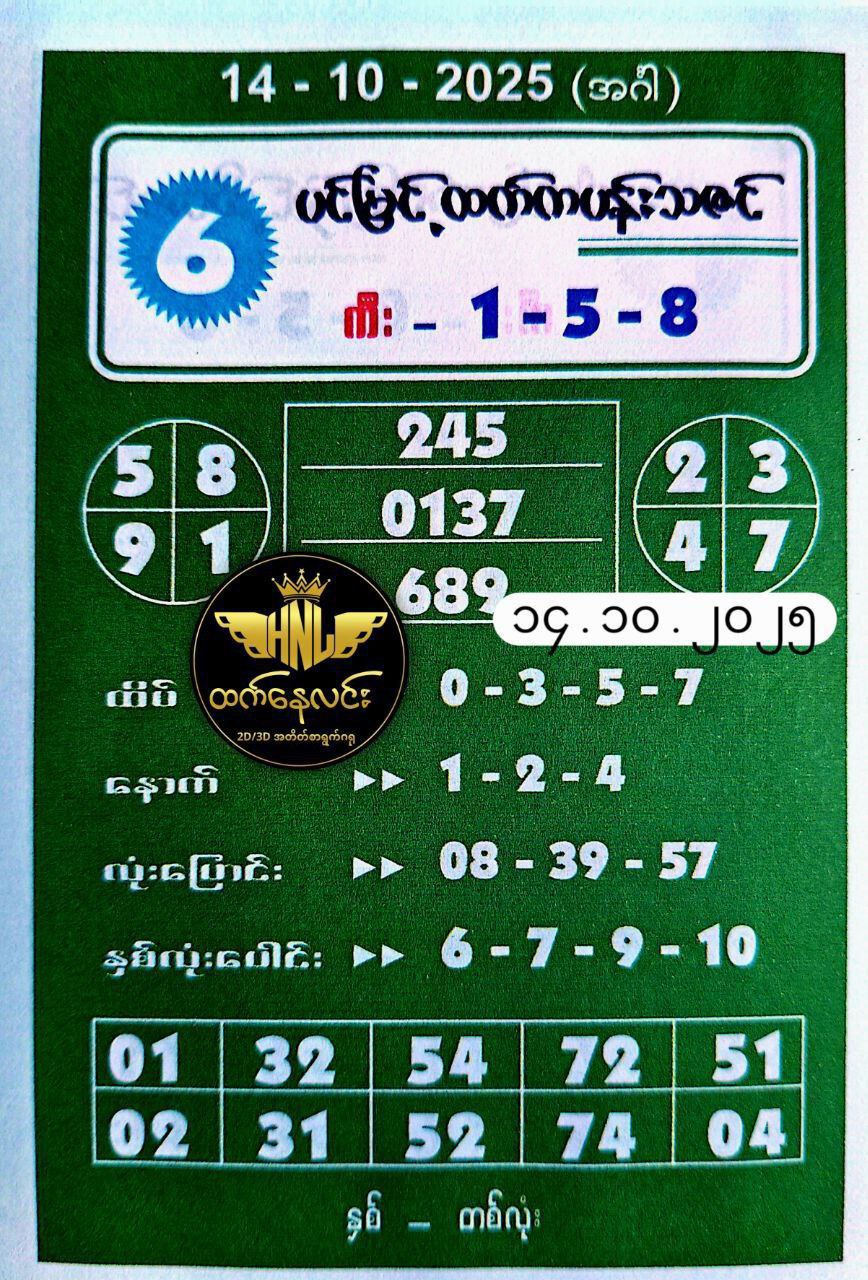 14 - 10 - 2025 (အင်္ဂါ)
6
ပင်မြင့်ထက်ကပန်းသဇင်
ကီး - 1 - 5 - 8
5 8
9 1
245
0137
689
2 3
4 7
၁၄.၁၀.၂၀၂၅
HNL
ထက်နေလင်း
2D/3D အတိတ်စာရွက်ဂရု
ထိပ် 0 - 3 - 5 - 7
နောက် ▸▸ 1 - 2 - 4
လုံးပြောင်း ▸▸ 08 - 39 - 57
နှစ်လုံးပေါင်း ▸▸ 6 - 7 - 9 - 10
01 32 54 72 51
02 31 52 74 04
နှစ် - တစ်လုံး